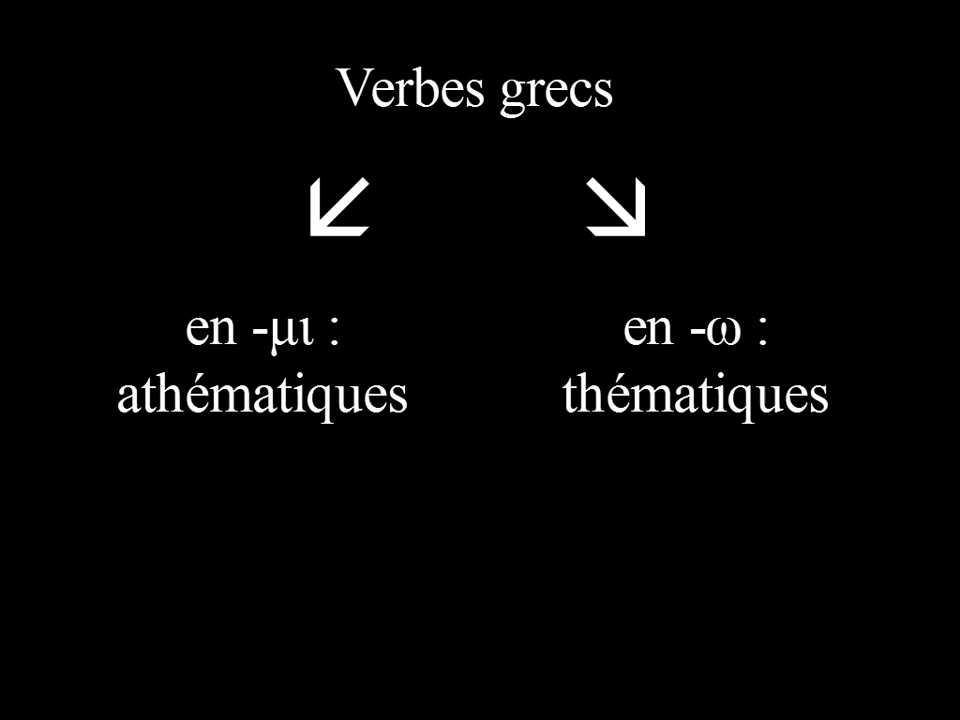 Verbes grecs
en -μι :
athématiques
en -ω :
thématiques